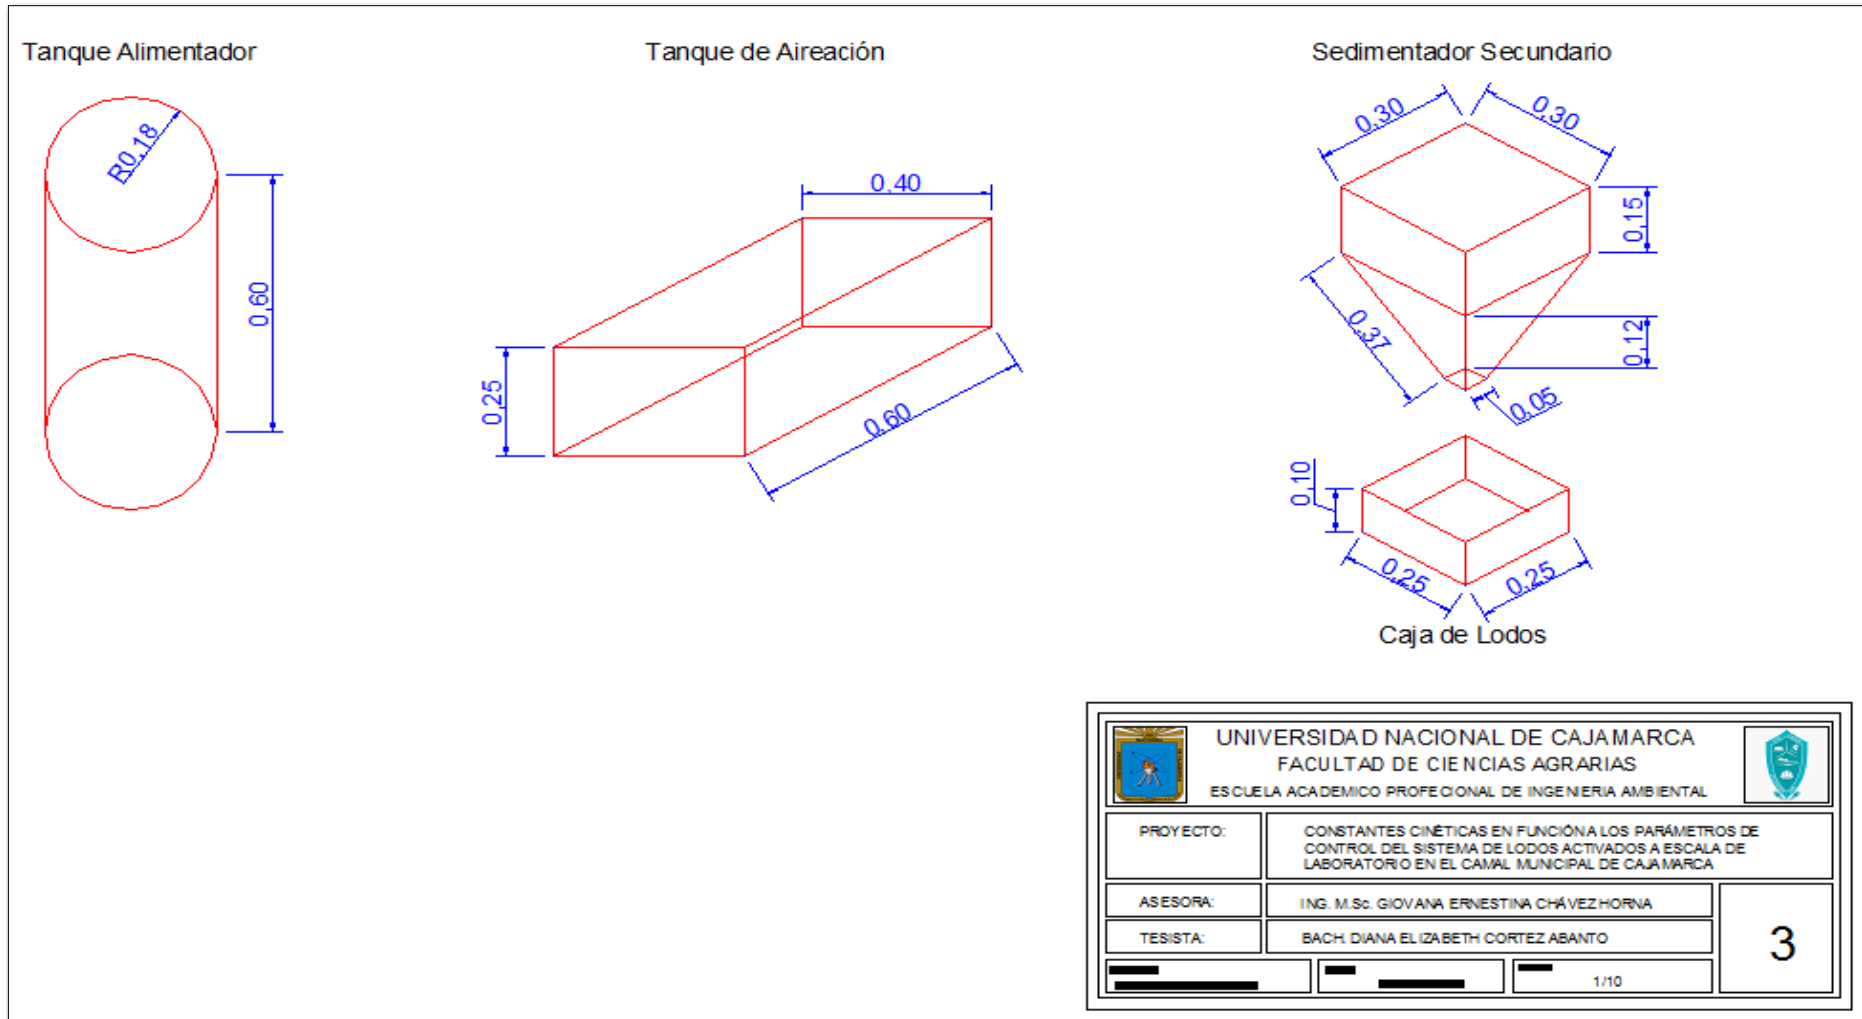 Tanque Alimentador
R0,18
0,60
Tanque de Aireación
0,40
0,25
0,60
Sedimentador Secundario
0,30
0,30
0,15
0,37
0,12
0,05
0,10
0,25
0,25
Caja de Lodos
UNIVERSIDAD NACIONAL DE CAJAMARCA
FACULTAD DE CIENCIAS AGRARIAS
ESCUELA ACADEMICO PROFECIONAL DE INGENIERIA AMBIENTAL
PROYECTO:
CONSTANTES CINÉTICAS EN FUNCIÓN A LOS PARÁMETROS DE
CONTROL DEL SISTEMA DE LODOS ACTIVADOS A ESCALA DE
LABORATORIO EN EL CAMAL MUNICIPAL DE CAJAMARCA
ASESORA:
ING. M.Sc. GIOVANA ERNESTINA CHÁVEZ HORNA
TESISTA:
BACH. DIANA ELIZABETH CORTEZ ABANTO
3
1/10